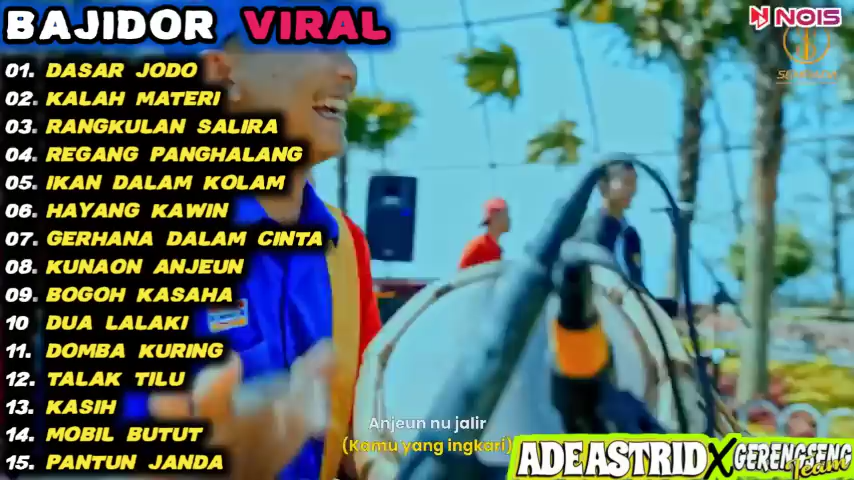 BAJIDOR VIRAL
NOIS
01. DASAR JODO
02. KALAH MATERI
03. RANGKULAN SALIRA
04. REGANG PANGHALANG
05. IKAN DALAM KOLAM
06. HAYANG KAWIN
07. GERHANA DALAM CINTA
08. KUNAON ANJEUN
09. BOGOH KASAHA
10 DUA LALAKI
11. DOMBA KURING
12. TALAK TILU
13. KASIH
14. MOBIL BUTUT
15. PANTUN JANDA
Anjeun nu jalir
(Kamu yang ingkari)
ADE ASTRID X GERENGSENG
Team